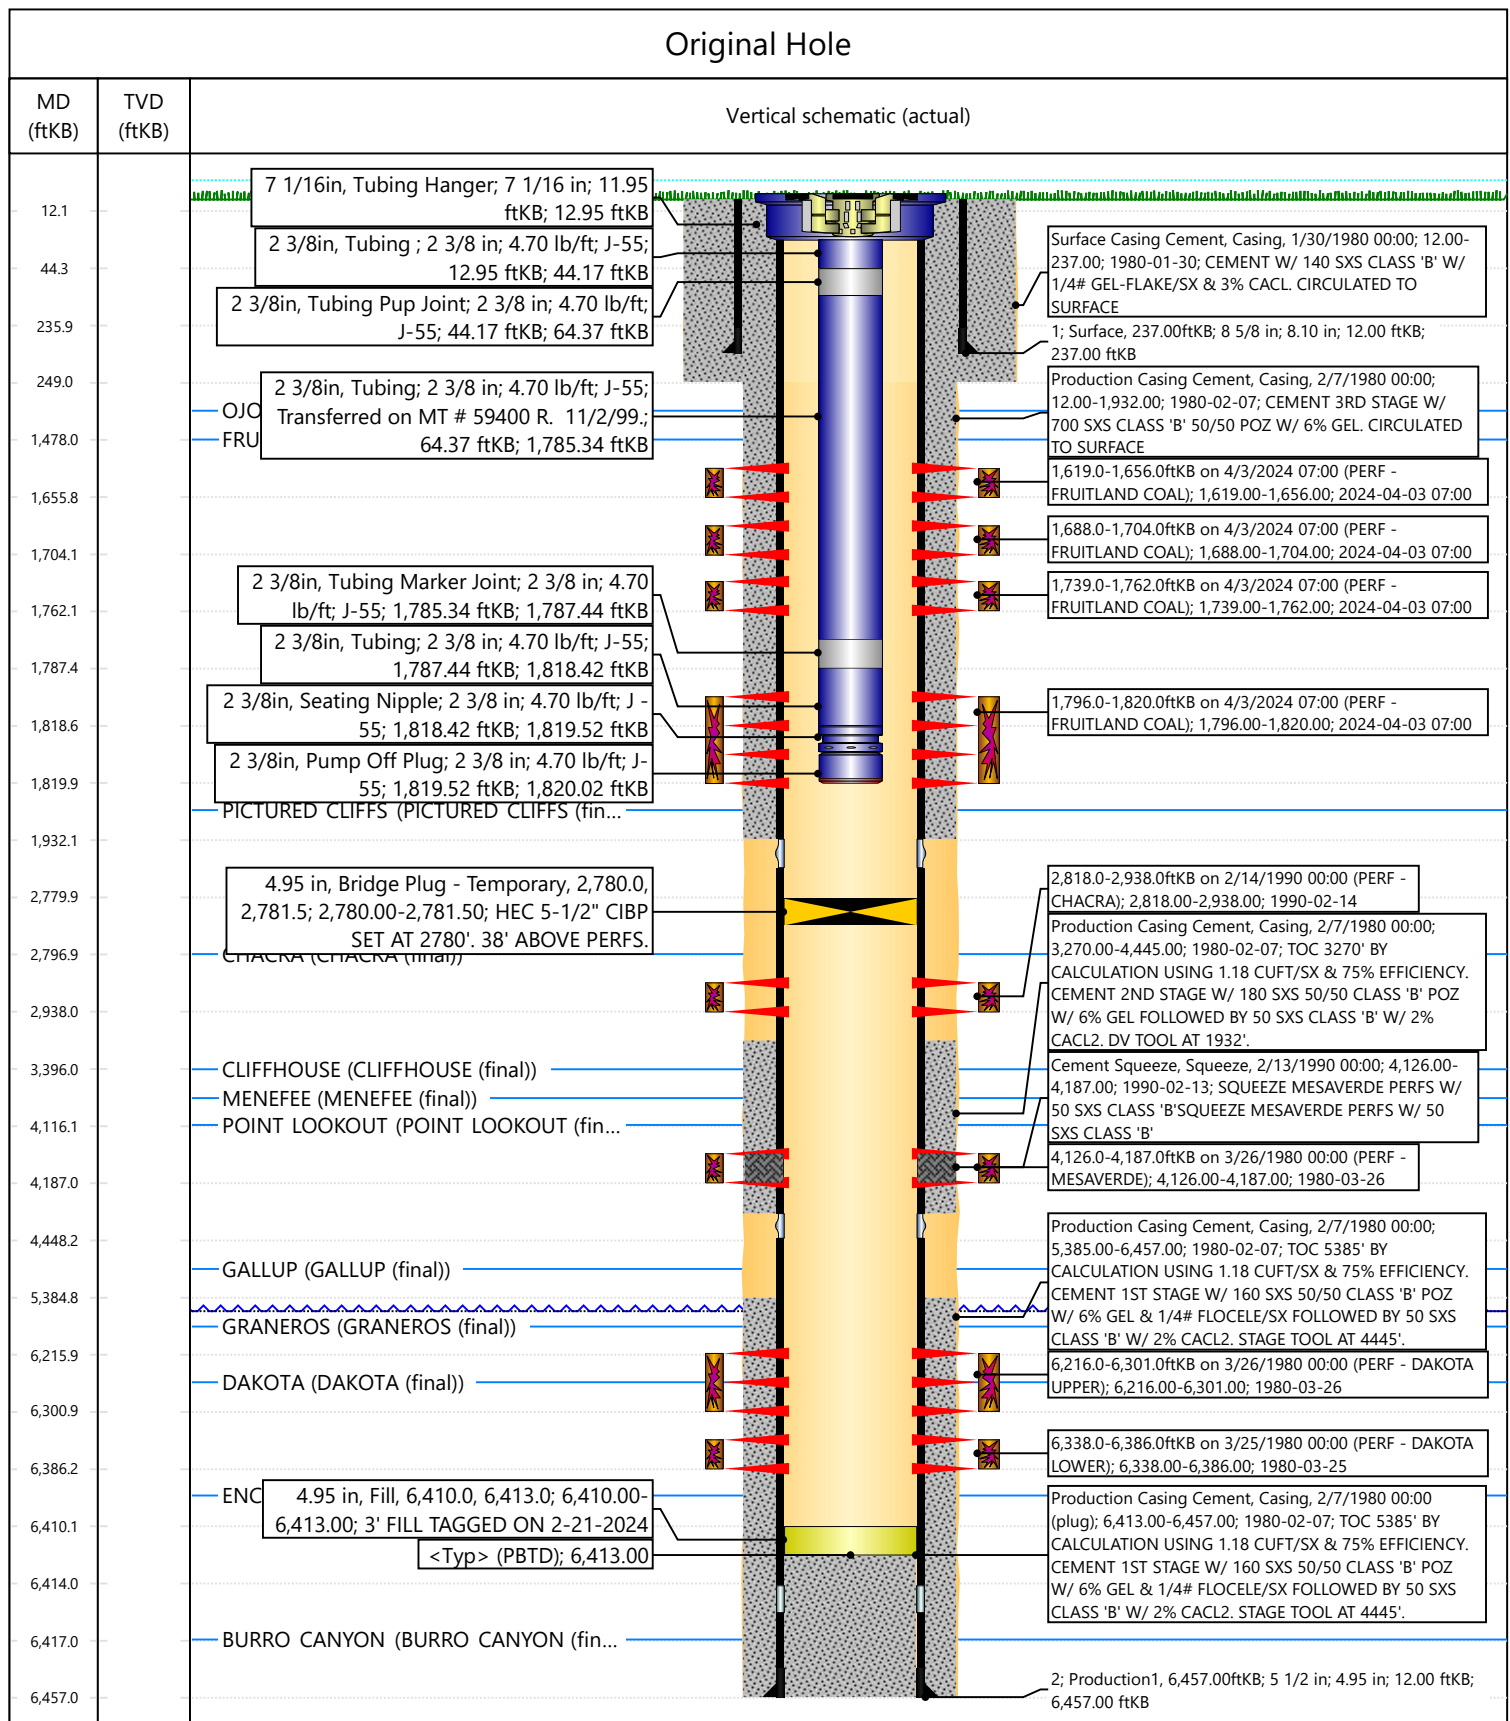 Original Hole
MD
(ftKB)
TVD
(ftKB)
Vertical schematic (actual)
12.1
44.3
235.9
249.0
1,478.0
1,655.8
1,704.1
1,762.1
1,787.4
1,818.6
1,819.9
1,932.1
2,779.9
2,796.9
2,938.0
3,396.0
4,116.1
4,187.0
4,448.2
5,384.8
6,215.9
6,300.9
6,386.2
6,410.1
6,414.0
6,417.0
6,457.0
7 1/16in, Tubing Hanger; 7 1/16 in; 11.95
ftKB; 12.95 ftKB
2 3/8in, Tubing ; 2 3/8 in; 4.70 lb/ft; J-55;
12.95 ftKB; 44.17 ftKB
2 3/8in, Tubing Pup Joint; 2 3/8 in; 4.70 lb/ft;
J-55; 44.17 ftKB; 64.37 ftKB
2 3/8in, Tubing; 2 3/8 in; 4.70 lb/ft; J-55;
Transferred on MT # 59400 R.  11/2/99.;
64.37 ftKB; 1,785.34 ftKB
OJO
FRU
2 3/8in, Tubing Marker Joint; 2 3/8 in; 4.70
lb/ft; J-55; 1,785.34 ftKB; 1,787.44 ftKB
2 3/8in, Tubing; 2 3/8 in; 4.70 lb/ft; J-55;
1,787.44 ftKB; 1,818.42 ftKB
2 3/8in, Seating Nipple; 2 3/8 in; 4.70 lb/ft; J -
55; 1,818.42 ftKB; 1,819.52 ftKB
2 3/8in, Pump Off Plug; 2 3/8 in; 4.70 lb/ft; J-
55; 1,819.52 ftKB; 1,820.02 ftKB
PICTURED CLIFFS (PICTURED CLIFFS (fin...
4.95 in, Bridge Plug - Temporary, 2,780.0,
2,781.5; 2,780.00-2,781.50; HEC 5-1/2" CIBP
SET AT 2780'. 38' ABOVE PERFS.
CHACRA (CHACRA (final))
CLIFFHOUSE (CLIFFHOUSE (final))
MENEFEE (MENEFEE (final))
POINT LOOKOUT (POINT LOOKOUT (fin...
GALLUP (GALLUP (final))
GRANEROS (GRANEROS (final))
DAKOTA (DAKOTA (final))
ENC
4.95 in, Fill, 6,410.0, 6,413.0; 6,410.00-
6,413.00; 3' FILL TAGGED ON 2-21-2024
<Typ> (PBTD); 6,413.00
BURRO CANYON (BURRO CANYON (fin...
Surface Casing Cement, Casing, 1/30/1980 00:00; 12.00-
237.00; 1980-01-30; CEMENT W/ 140 SXS CLASS 'B' W/
1/4# GEL-FLAKE/SX & 3% CACL. CIRCULATED TO
SURFACE
1; Surface, 237.00ftKB; 8 5/8 in; 8.10 in; 12.00 ftKB;
237.00 ftKB
Production Casing Cement, Casing, 2/7/1980 00:00;
12.00-1,932.00; 1980-02-07; CEMENT 3RD STAGE W/
700 SXS CLASS 'B' 50/50 POZ W/ 6% GEL. CIRCULATED
TO SURFACE
1,619.0-1,656.0ftKB on 4/3/2024 07:00 (PERF -
FRUITLAND COAL); 1,619.00-1,656.00; 2024-04-03 07:00
1,688.0-1,704.0ftKB on 4/3/2024 07:00 (PERF -
FRUITLAND COAL); 1,688.00-1,704.00; 2024-04-03 07:00
1,739.0-1,762.0ftKB on 4/3/2024 07:00 (PERF -
FRUITLAND COAL); 1,739.00-1,762.00; 2024-04-03 07:00
1,796.0-1,820.0ftKB on 4/3/2024 07:00 (PERF -
FRUITLAND COAL); 1,796.00-1,820.00; 2024-04-03 07:00
2,818.0-2,938.0ftKB on 2/14/1990 00:00 (PERF -
CHACRA); 2,818.00-2,938.00; 1990-02-14
Production Casing Cement, Casing, 2/7/1980 00:00;
3,270.00-4,445.00; 1980-02-07; TOC 3270' BY
CALCULATION USING 1.18 CUFT/SX & 75% EFFICIENCY.
CEMENT 2ND STAGE W/ 180 SXS 50/50 CLASS 'B' POZ
W/ 6% GEL FOLLOWED BY 50 SXS CLASS 'B' W/ 2%
CACL2. DV TOOL AT 1932'.
Cement Squeeze, Squeeze, 2/13/1990 00:00; 4,126.00-
4,187.00; 1990-02-13; SQUEEZE MESAVERDE PERFS W/
50 SXS CLASS 'B'SQUEEZE MESAVERDE PERFS W/ 50
SXS CLASS 'B'
4,126.0-4,187.0ftKB on 3/26/1980 00:00 (PERF -
MESAVERDE); 4,126.00-4,187.00; 1980-03-26
Production Casing Cement, Casing, 2/7/1980 00:00;
5,385.00-6,457.00; 1980-02-07; TOC 5385' BY
CALCULATION USING 1.18 CUFT/SX & 75% EFFICIENCY.
CEMENT 1ST STAGE W/ 160 SXS 50/50 CLASS 'B' POZ
W/ 6% GEL & 1/4# FLOCELE/SX FOLLOWED BY 50 SXS
CLASS 'B' W/ 2% CACL2. STAGE TOOL AT 4445'.
6,216.0-6,301.0ftKB on 3/26/1980 00:00 (PERF - DAKOTA
UPPER); 6,216.00-6,301.00; 1980-03-26
6,338.0-6,386.0ftKB on 3/25/1980 00:00 (PERF - DAKOTA
LOWER); 6,338.00-6,386.00; 1980-03-25
Production Casing Cement, Casing, 2/7/1980 00:00
(plug); 6,413.00-6,457.00; 1980-02-07; TOC 5385' BY
CALCULATION USING 1.18 CUFT/SX & 75% EFFICIENCY.
CEMENT 1ST STAGE W/ 160 SXS 50/50 CLASS 'B' POZ
W/ 6% GEL & 1/4# FLOCELE/SX FOLLOWED BY 50 SXS
CLASS 'B' W/ 2% CACL2. STAGE TOOL AT 4445'.
2; Production1, 6,457.00ftKB; 5 1/2 in; 4.95 in; 12.00 ftKB;
6,457.00 ftKB